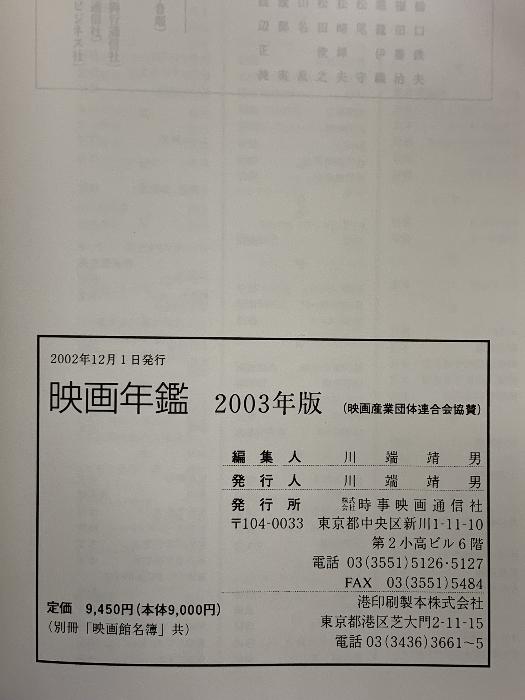 2002年12月1日発行
映画年鑑 2003年版 (映画産業団体連合会協賛)
編集人 川端靖男
発行人 川端靖男
発行所 株式会社時事映画通信社
〒104-0033 東京都中央区新川1-11-10
第2小高ビル6階
電話 03(3551)5126・5127
FAX 03(3551)5484
定価 9,450円(本体9,000円)
(別冊「映画館名簿」共)
港印刷製本株式会社
東京都港区芝大門2-11-15
電話03(3436)3661～5